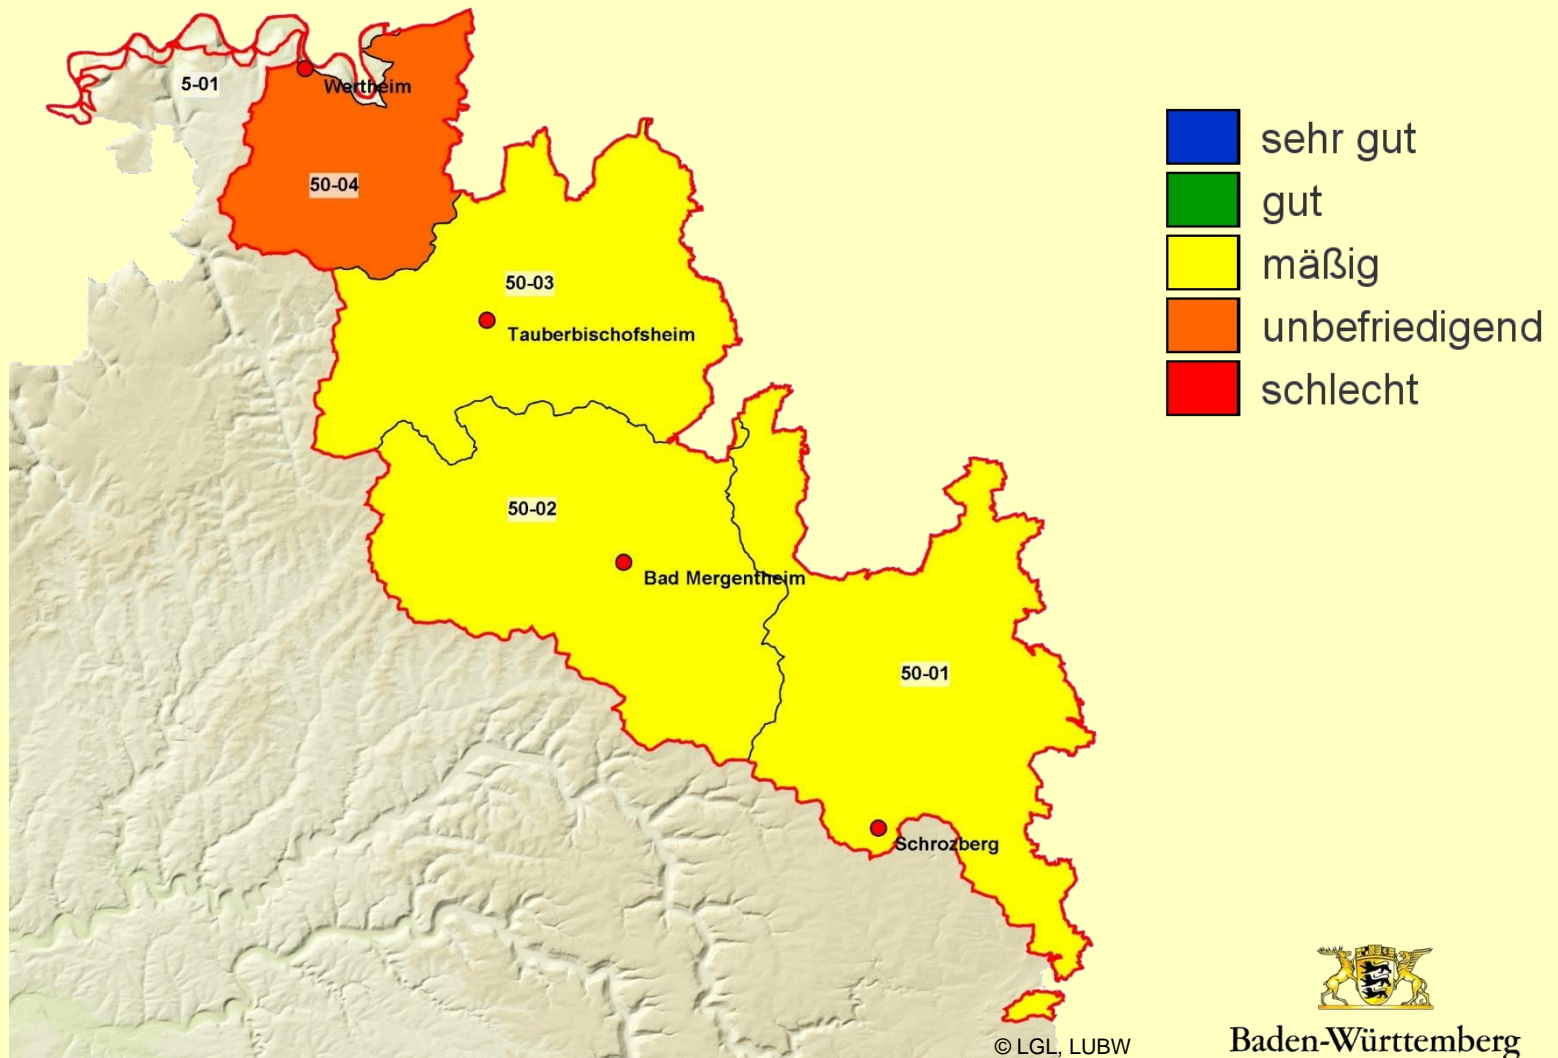 5-01
Wertheim
50-04
50-03
Tauberbischofsheim
50-02
Bad Mergentheim
50-01
Schrozberg
sehr gut
gut
mäßig
unbefriedigend
schlecht
© LGL, LUBW
Baden-Württemberg